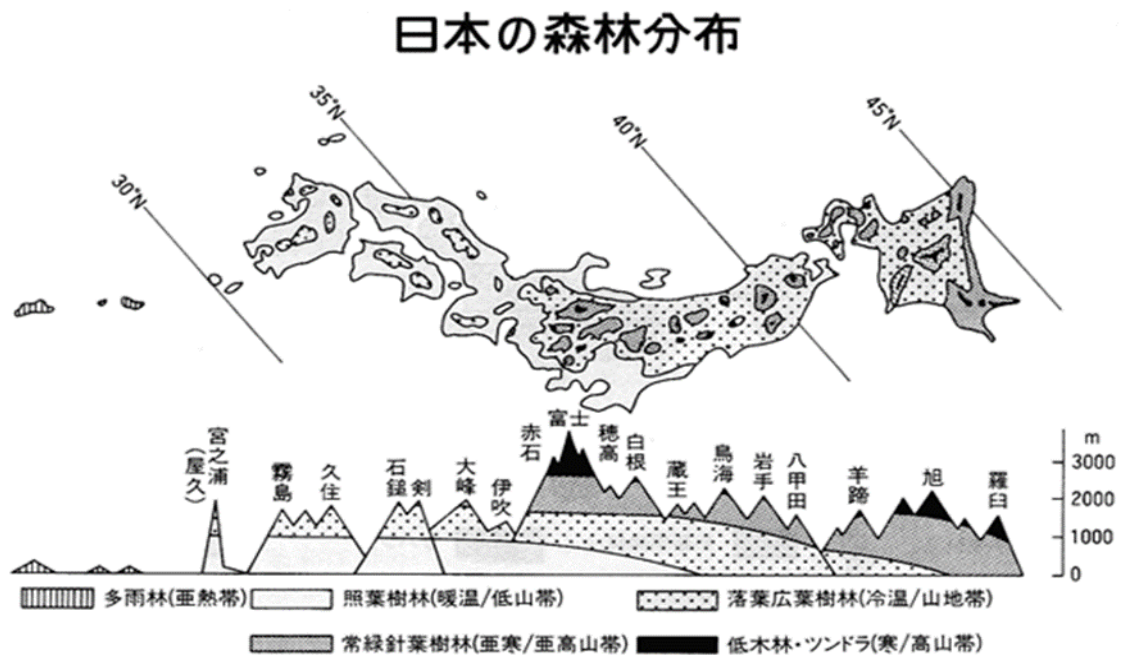 日本の森林分布
30°N
35°N
40°N
45°N
宮之浦
(屋久)
霧島
久住
石鎚
剣
大峰
伊吹
赤石
富士
穂高
白根
蔵王
鳥海
岩手
八甲田
羊蹄
旭
羅臼
m
3000
2000
1000
0
多雨林(亜熱帯)
照葉樹林(暖温/低山帯)
落葉広葉樹林(冷温/山地帯)
常緑針葉樹林(亜寒/亜高山帯)
低木林・ツンドラ(寒/高山帯)